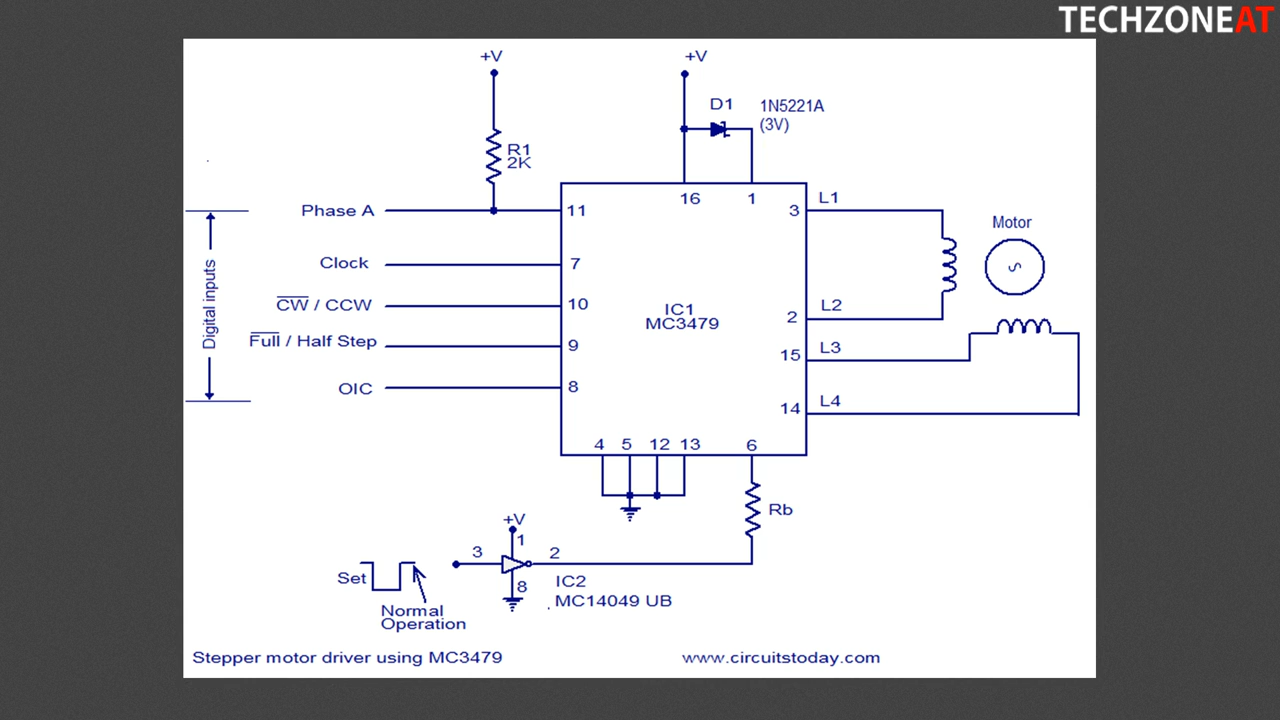 TECHZONEAT
+V
+V
D1
1N5221A
(3V)
R1
2K
16
1
L1
Phase A
11
3
Motor
Clock
7
Digital inputs
CW / CCW
10
IC1
MC3479
L2
2
Full / Half Step
9
L3
15
OIC
8
L4
14
4
5
12
13
6
Rb
+V
1
3
2
Set
8
IC2
MC14049 UB
Normal
Operation
Stepper motor driver using MC3479
www.circuitstoday.com